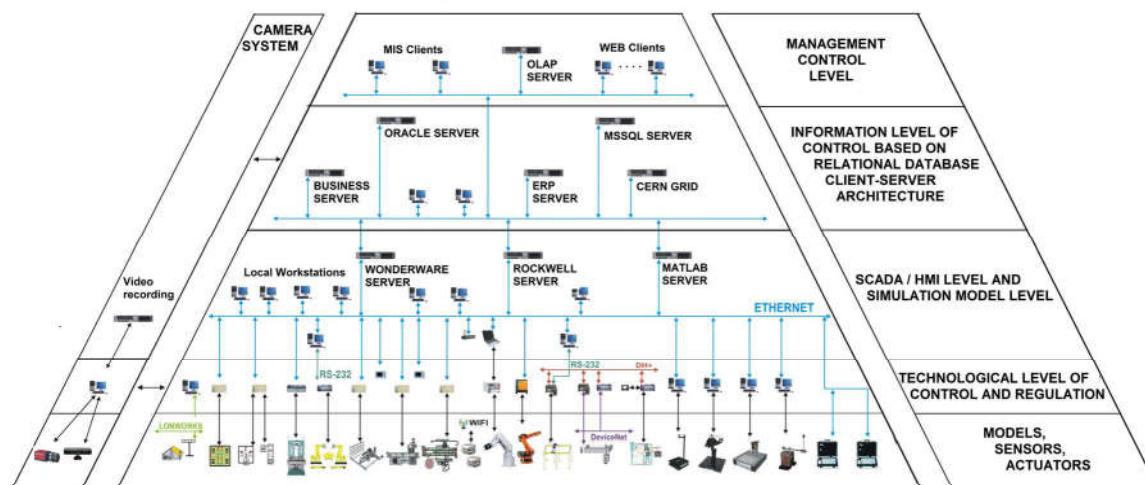 CAMERA
SYSTEM
MIS Clients
OLAP
SERVER
WEB Clients
MANAGEMENT
CONTROL
LEVEL
ORACLE SERVER
MSSQL SERVER
BUSINESS
SERVER
ERP
SERVER
CERN GRID
INFORMATION LEVEL OF
CONTROL BASED ON
RELATIONAL DATABASE
CLIENT-SERVER
ARCHITECTURE
Video
recording
Local Workstations
WONDERWARE
SERVER
ROCKWELL
SERVER
MATLAB
SERVER
ETHERNET
SCADA / HMI LEVEL AND
SIMULATION MODEL LEVEL
RS-232
RS-232
DH+
TECHNOLOGICAL LEVEL OF
CONTROL AND REGULATION
LONWORKS
WIFI
DeviceNet
MODELS,
SENSORS,
ACTUATORS